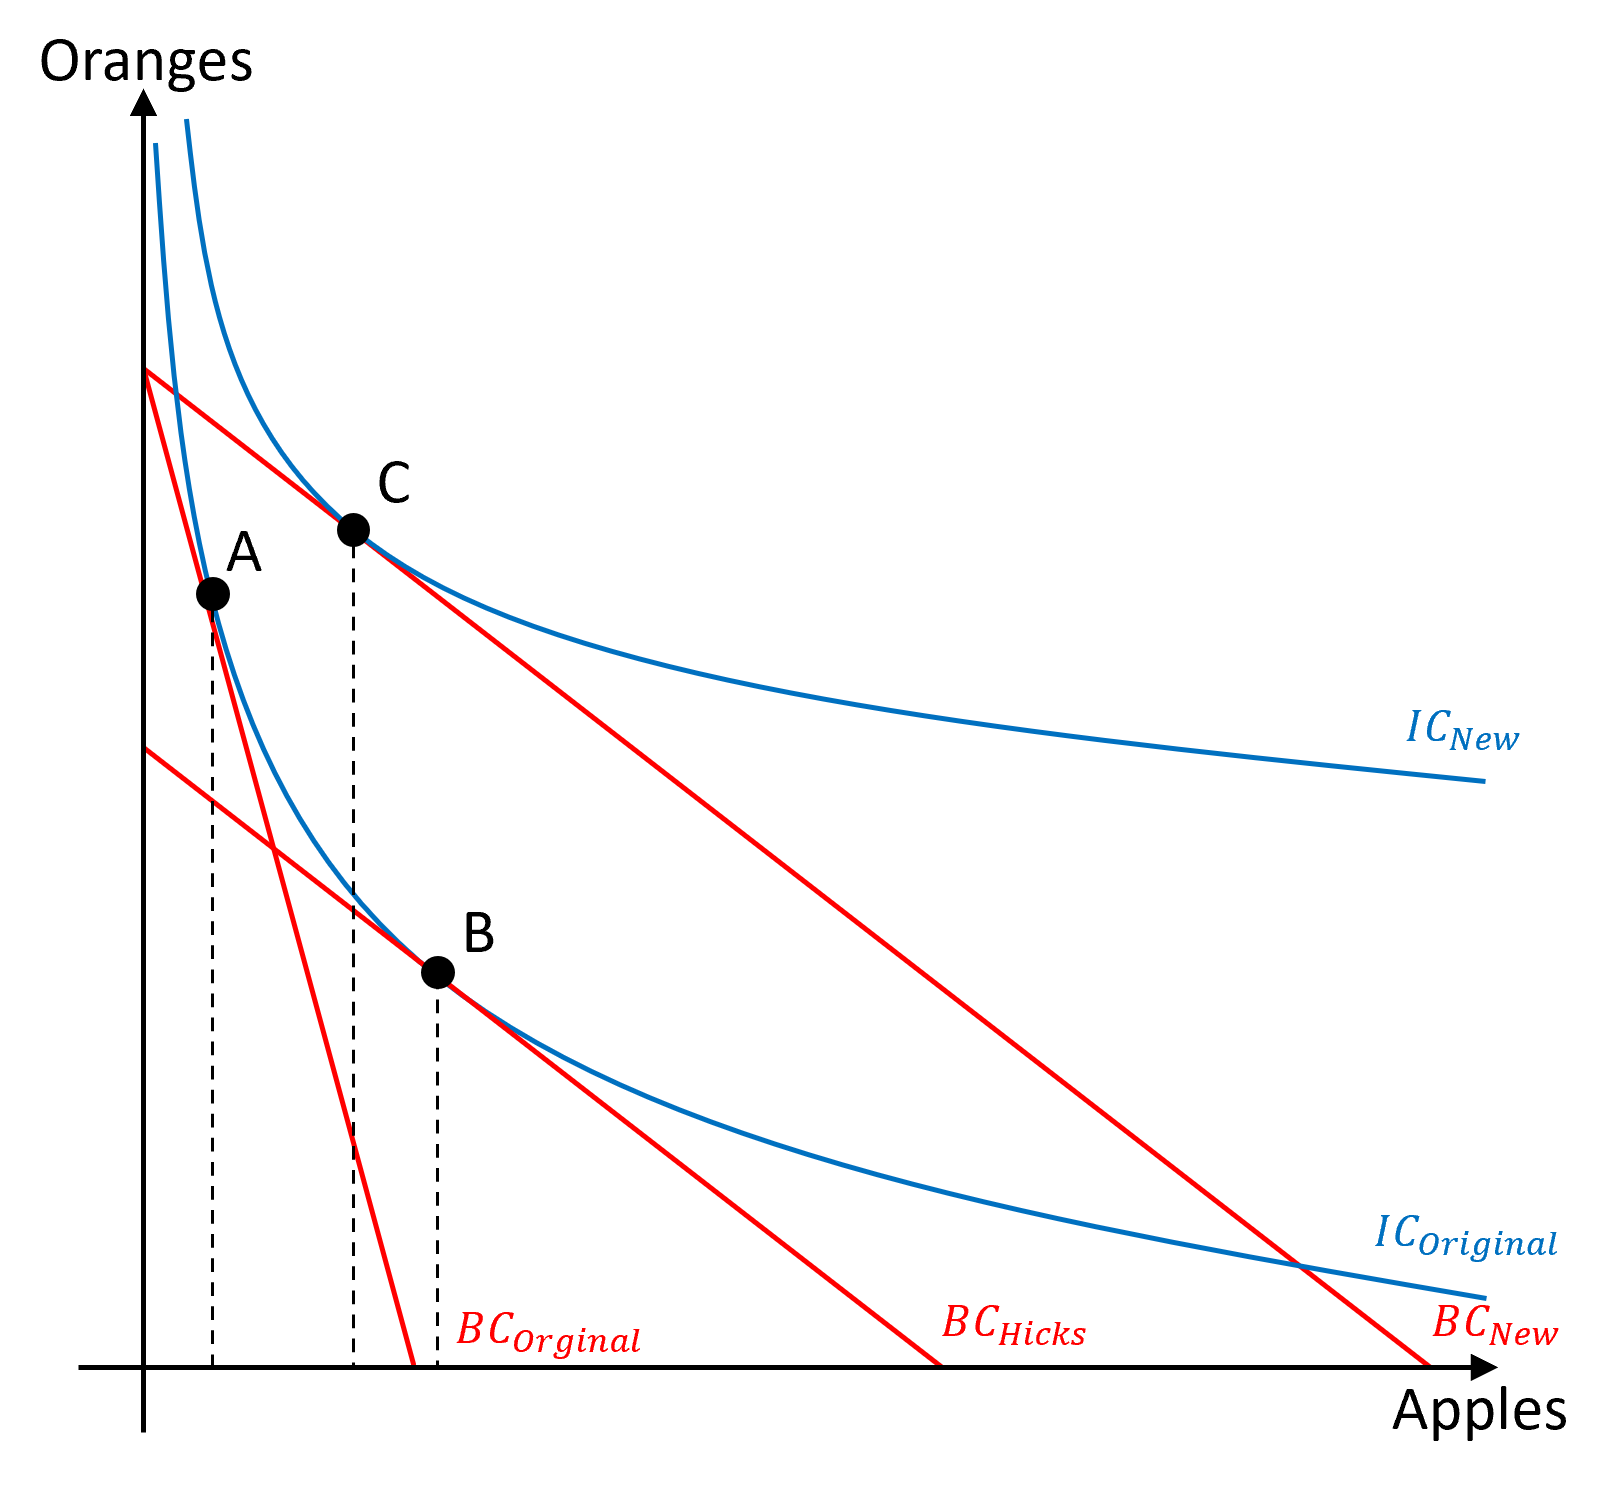 Oranges
C
A
IC_New
B
IC_Original
BC_Orginal
BC_Hicks
BC_New
Apples